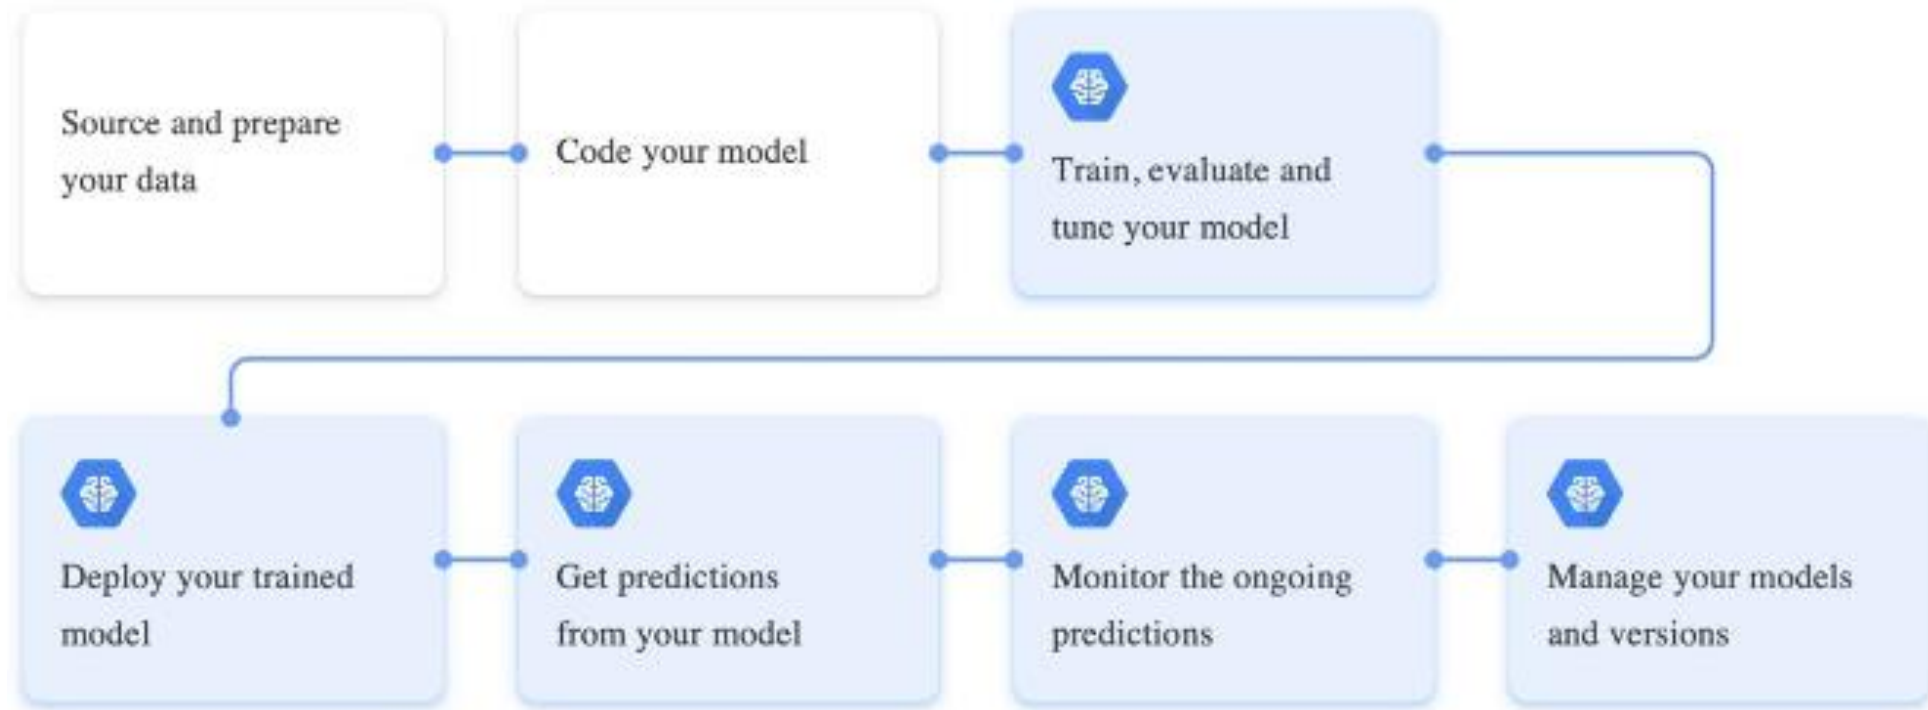 Source and prepare
your data
Code your model
Train, evaluate and
tune your model
Deploy your trained
model
Get predictions
from your model
Monitor the ongoing
predictions
Manage your models
and versions